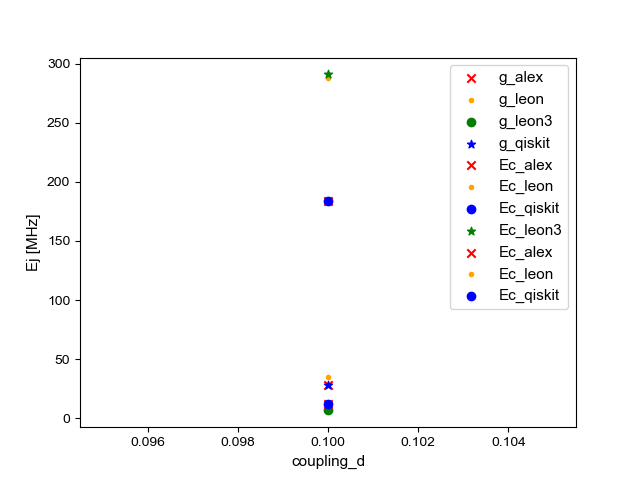 300
250
200
150
100
50
0
Ej [MHz]
0.096
0.098
0.100
0.102
0.104
coupling_d
g_alex
g_leon
g_leon3
g_qiskit
Ec_alex
Ec_leon
Ec_qiskit
Ec_leon3
Ec_alex
Ec_leon
Ec_qiskit